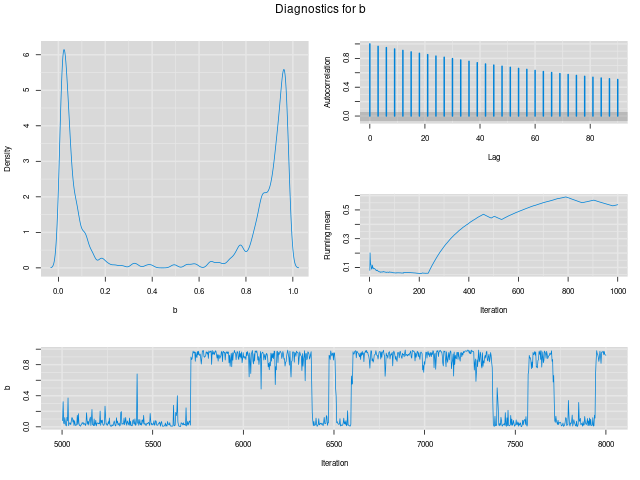 Diagnostics for b
Density
0 1 2 3 4 5 6
0.0 0.2 0.4 0.6 0.8 1.0
b
Autocorrelation
0.0 0.4 0.8
0 20 40 60 80
Lag
Running mean
0.1 0.3 0.5
0 200 400 600 800 1000
Iteration
b
0.0 0.4 0.8
5000 5500 6000 6500 7000 7500 8000
Iteration